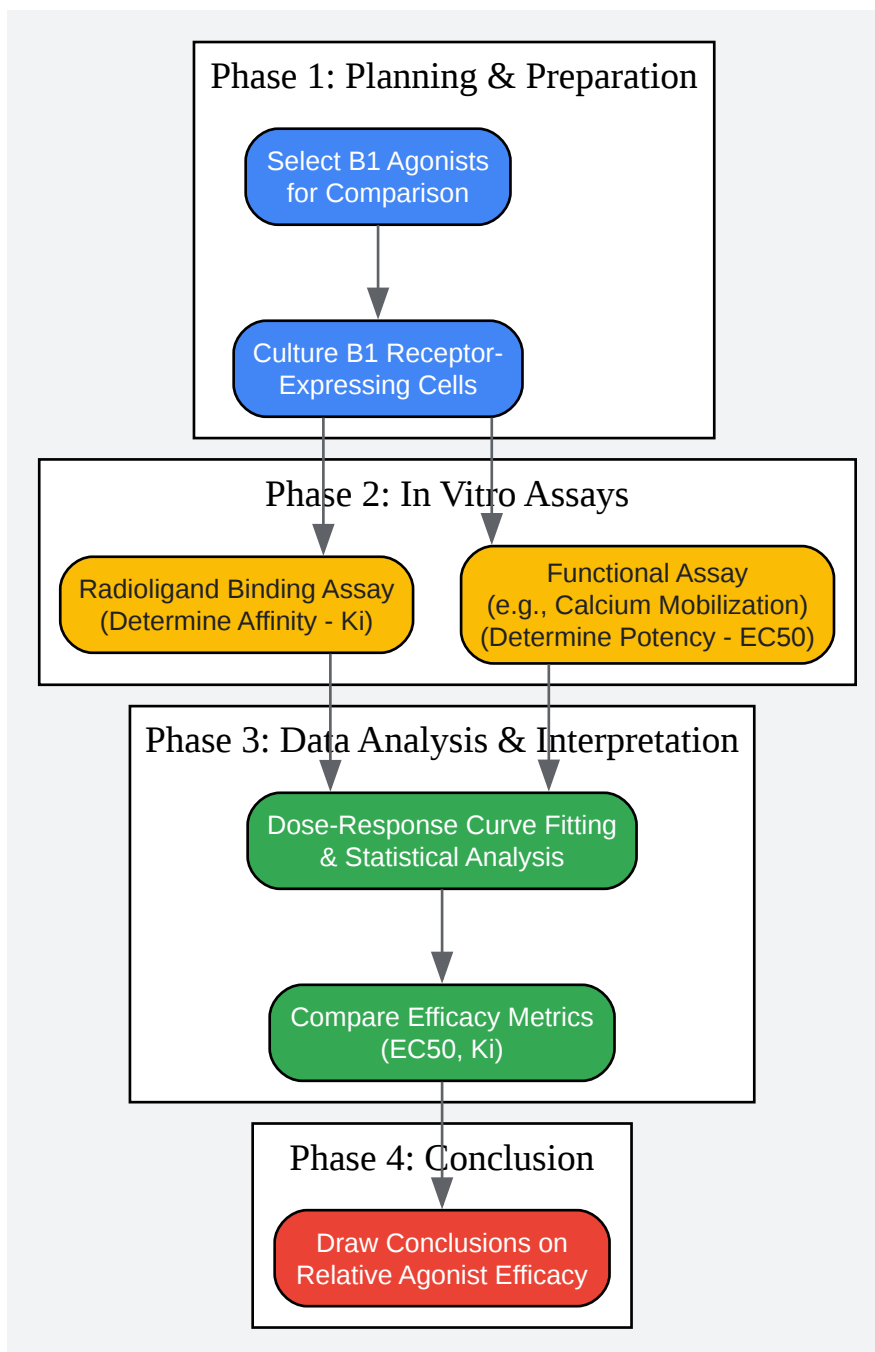 Phase 1: Planning & Preparation
Select B1 Agonists
for Comparison
Culture B1 Receptor-
Expressing Cells
Phase 2: In Vitro Assays
Radioligand Binding Assay
(Determine Affinity - Ki)
Functional Assay
(e.g., Calcium Mobilization)
(Determine Potency - EC50)
Phase 3: Data Analysis & Interpretation
Dose-Response Curve Fitting
& Statistical Analysis
Compare Efficacy Metrics
(EC50, Ki)
Phase 4: Conclusion
Draw Conclusions on
Relative Agonist Efficacy